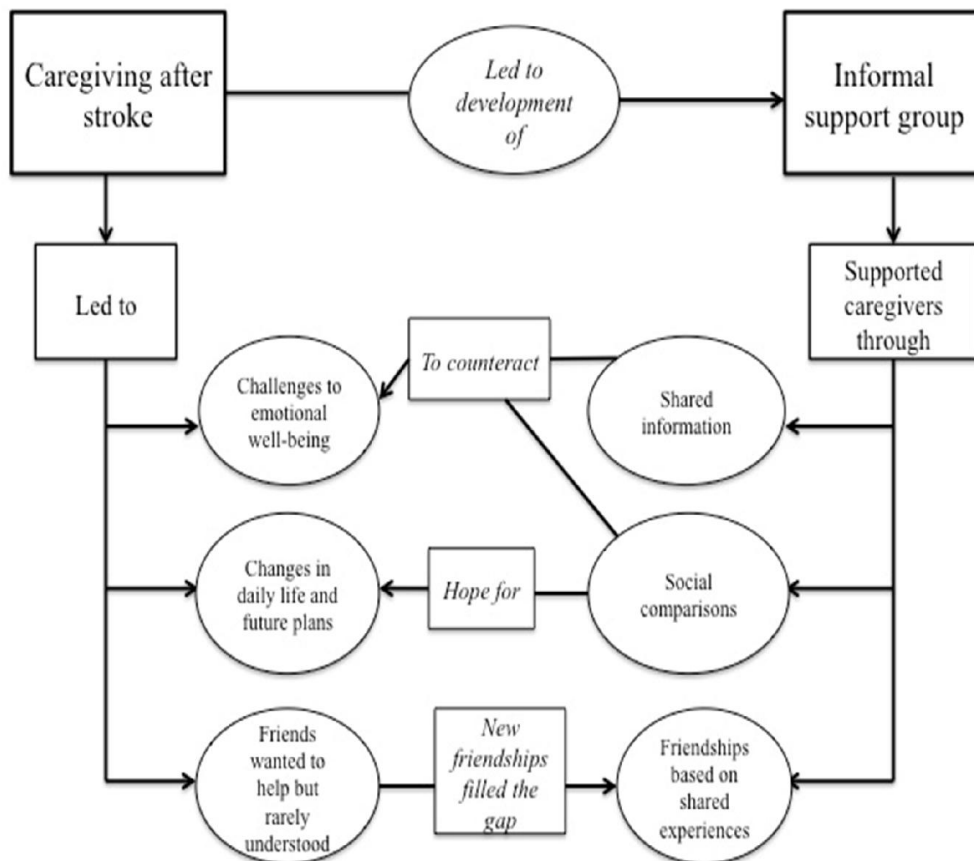 Caregiving after
stroke
Led to
development
of
Informal
support group
Led to
Supported
caregivers
through
To counteract
Challenges to
emotional
well-being
Shared
information
Changes in
daily life and
future plans
Hope for
Social
comparisons
Friends
wanted to
help but
rarely
understood
New
friendships
filled the
gap
Friendships
based on
shared
experiences